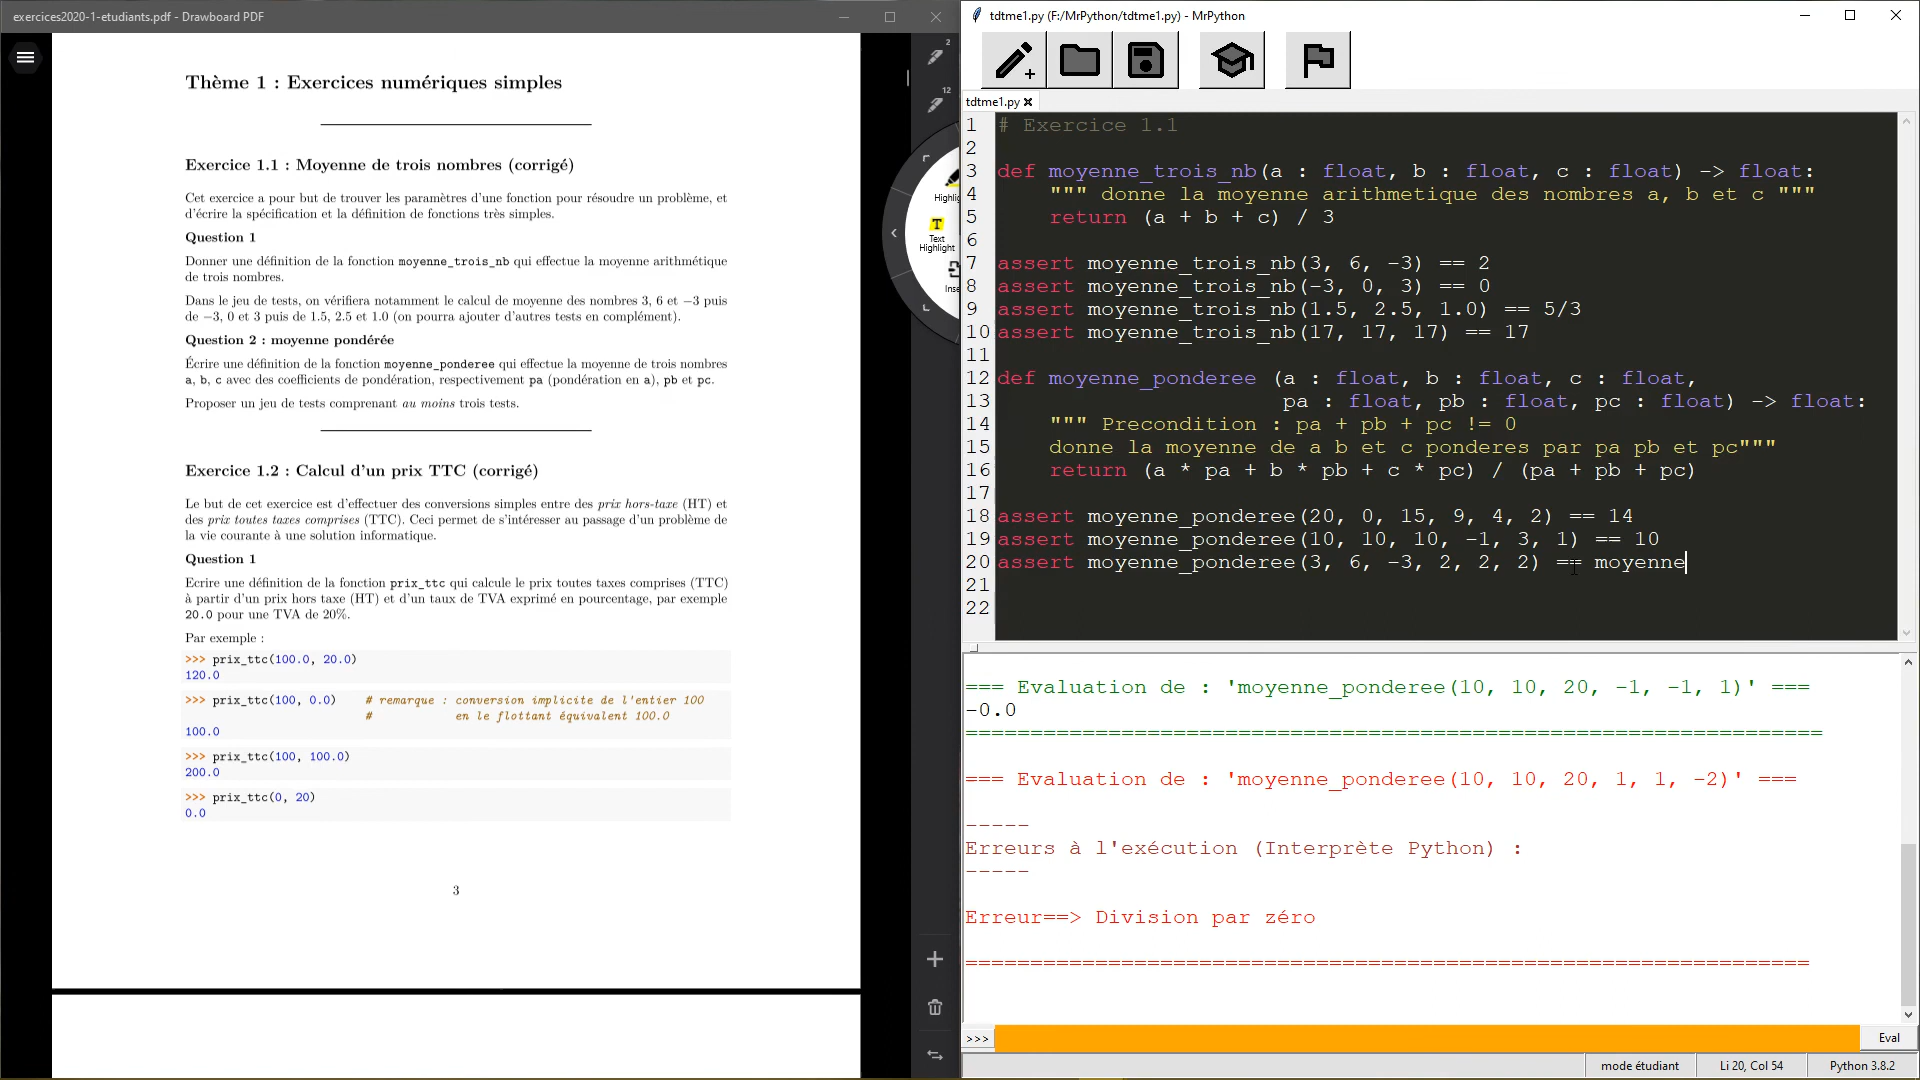 exercices2020-1-etudiants.pdf - Drawboard PDF
Thème 1 : Exercices numériques simples
Exercice 1.1 : Moyenne de trois nombres (corrigé)
Cet exercice a pour but de trouver les paramètres d'une fonction pour résoudre un problème, et
d'écrire la spécification et la définition de fonctions très simples.
Question 1
Donner une définition de la fonction moyenne_trois_nb qui effectue la moyenne arithmétique
de trois nombres.
Dans le jeu de tests, on vérifiera notamment le calcul de moyenne des nombres 3, 6 et −3 puis
de −3, 0 et 3 puis de 1.5, 2.5 et 1.0 (on pourra ajouter d'autres tests en complément).
Question 2 : moyenne pondérée
Écrire une définition de la fonction moyenne_ponderee qui effectue la moyenne de trois nombres
a, b, c avec des coefficients de pondération, respectivement pa (pondération en a), pb et pc.
Proposer un jeu de tests comprenant au moins trois tests.
Exercice 1.2 : Calcul d'un prix TTC (corrigé)
Le but de cet exercice est d'effectuer des conversions simples entre des prix hors-taxe (HT) et
des prix toutes taxes comprises (TTC). Ceci permet de s'intéresser au passage d'un problème de
la vie courante à une solution informatique.
Question 1
Ecrire une définition de la fonction prix_ttc qui calcule le prix toutes taxes comprises (TTC)
à partir d'un prix hors taxe (HT) et d'un taux de TVA exprimé en pourcentage, par exemple
20.0 pour une TVA de 20%.
Par exemple :
>>> prix_ttc(100.0, 20.0)
120.0
>>> prix_ttc(100, 0.0) # remarque : conversion implicite de l'entier 100
# en le flottant équivalent 100.0
100.0
>>> prix_ttc(100, 100.0)
200.0
>>> prix_ttc(0, 20)
0.0
3
2
12
Highlig
T
Text
Highlight
Inse
tdtme1.py (F:/MrPython/tdtme1.py) - MrPython
tdtme1.py
1 # Exercice 1.1
2
3 def moyenne_trois_nb(a : float, b : float, c : float) -> float:
4 """ donne la moyenne arithmetique des nombres a, b et c """
5 return (a + b + c) / 3
6
7 assert moyenne_trois_nb(3, 6, -3) == 2
8 assert moyenne_trois_nb(-3, 0, 3) == 0
9 assert moyenne_trois_nb(1.5, 2.5, 1.0) == 5/3
10 assert moyenne_trois_nb(17, 17, 17) == 17
11
12 def moyenne_ponderee (a : float, b : float, c : float,
13 pa : float, pb : float, pc : float) -> float:
14 """ Precondition : pa + pb + pc != 0
15 donne la moyenne de a b et c ponderes par pa pb et pc"""
16 return (a * pa + b * pb + c * pc) / (pa + pb + pc)
17
18 assert moyenne_ponderee(20, 0, 15, 9, 4, 2) == 14
19 assert moyenne_ponderee(10, 10, 10, -1, 3, 1) == 10
20 assert moyenne_ponderee(3, 6, -3, 2, 2, 2) == moyenne
21
22
=== Evaluation de : 'moyenne_ponderee(10, 10, 20, -1, -1, 1)' ===
-0.0
==================================================================
=== Evaluation de : 'moyenne_ponderee(10, 10, 20, 1, 1, -2)' ===
-----
Erreurs à l'exécution (Interprète Python) :
-----
Erreur==> Division par zéro
=================================================================
>>>
Eval
mode étudiant
Li 20, Col 54
Python 3.8.2